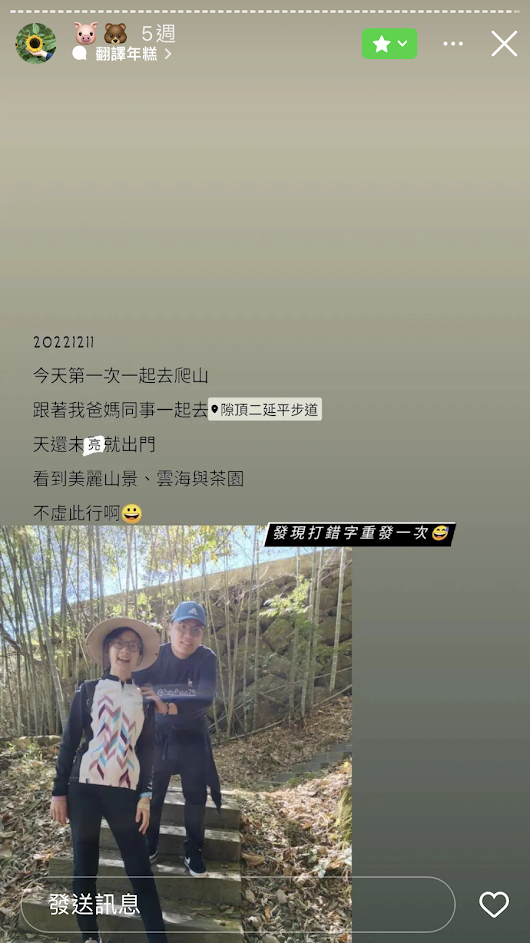 🐷🐻 5週
翻譯年糕 >
20221211
今天第一次一起去爬山
跟著我爸媽同事一起去 隙頂二延平步道
天還未亮就出門
看到美麗山景、雲海與茶園
不虛此行啊😀
發現打錯字重發一次😅
發送訊息